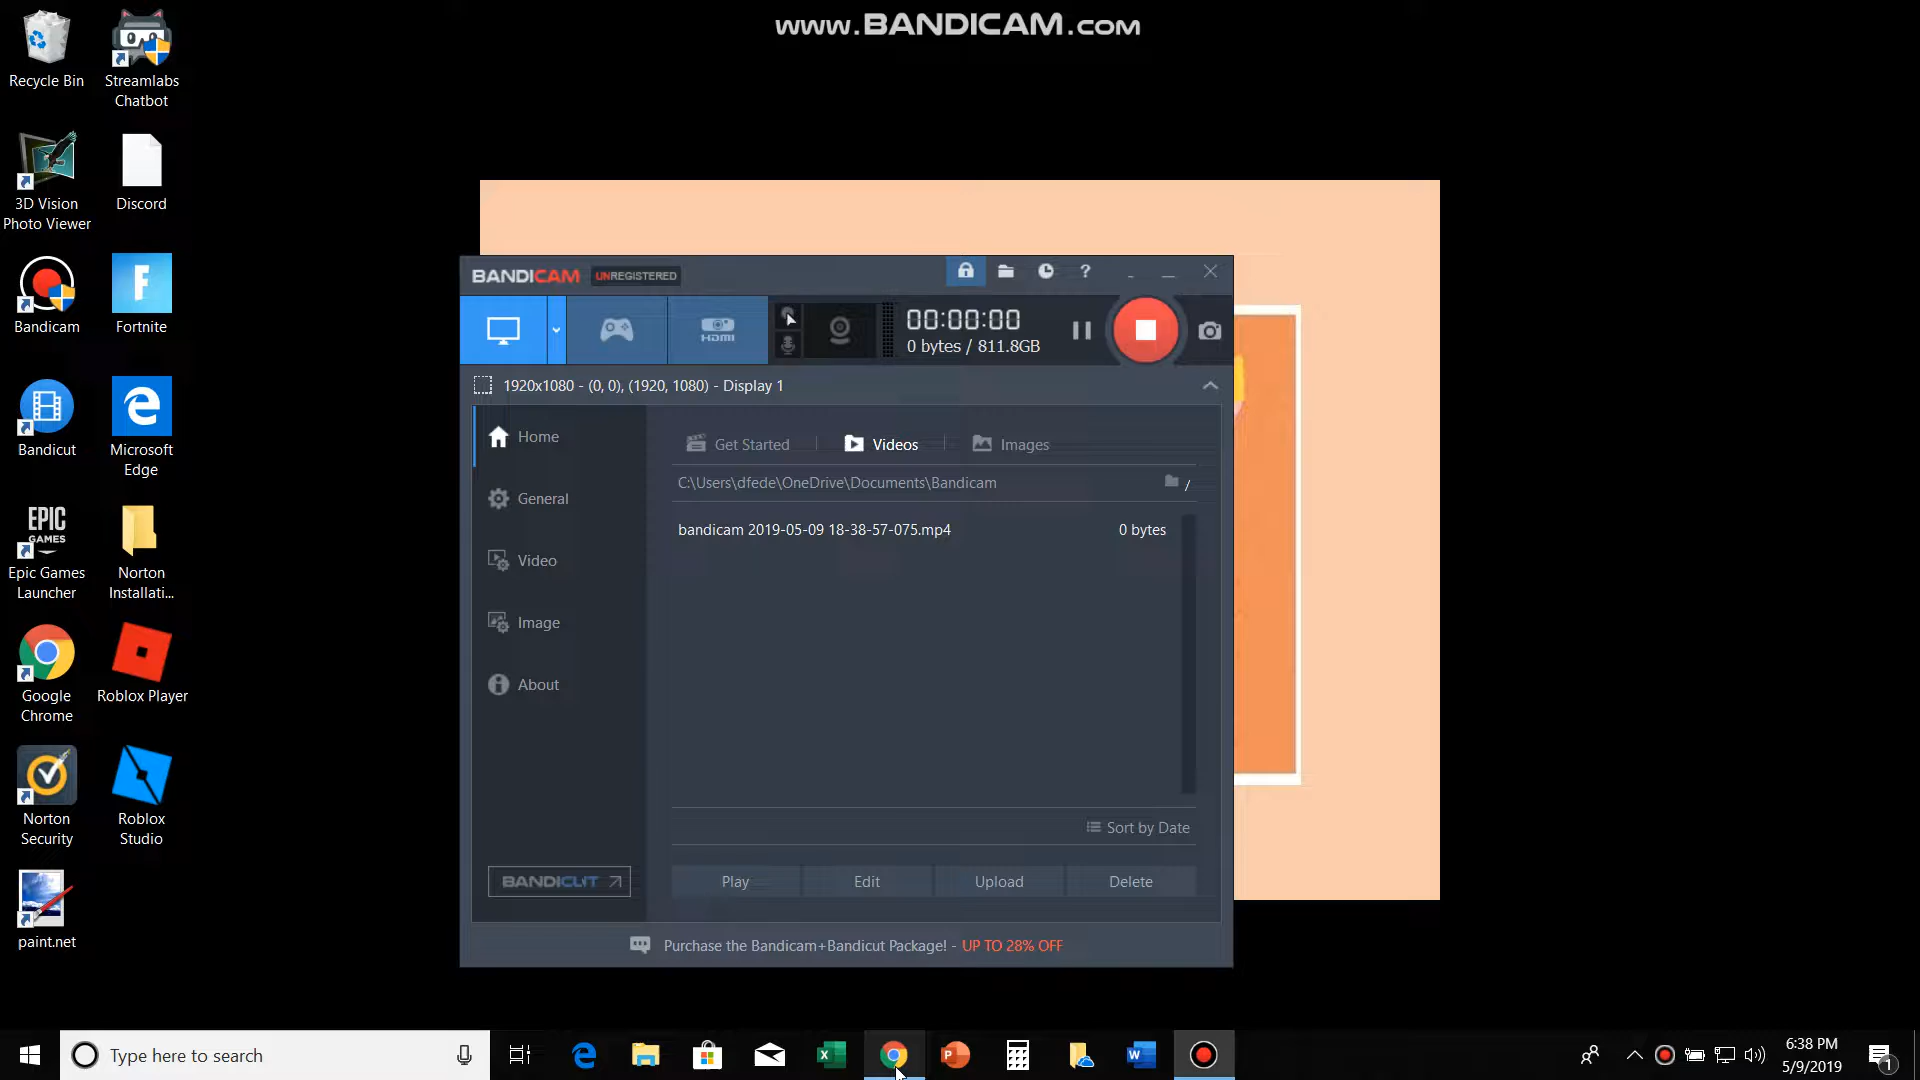 www.BANDICAM.com
Recycle Bin
Streamlabs
Chatbot
3D Vision
Photo Viewer
Discord
Bandicam
Fortnite
Bandicut
Microsoft
Edge
EPIC
GAMES
Epic Games
Launcher
Norton
Installati...
Google
Chrome
Roblox Player
Norton
Security
Roblox
Studio
paint.net
BANDICAM UNREGISTERED
?
HDMI
00:00:00
0 bytes / 811.8GB
1920x1080 - (0, 0), (1920, 1080) - Display 1
Home
General
Video
Image
About
BANDICUT
Get Started
Videos
Images
C:\Users\dfede\OneDrive\Documents\Bandicam
/
bandicam 2019-05-09 18-38-57-075.mp4 0 bytes
Sort by Date
Play Edit Upload Delete
Purchase the Bandicam+Bandicut Package! - UP TO 28% OFF
Type here to search
6:38 PM
5/9/2019
1